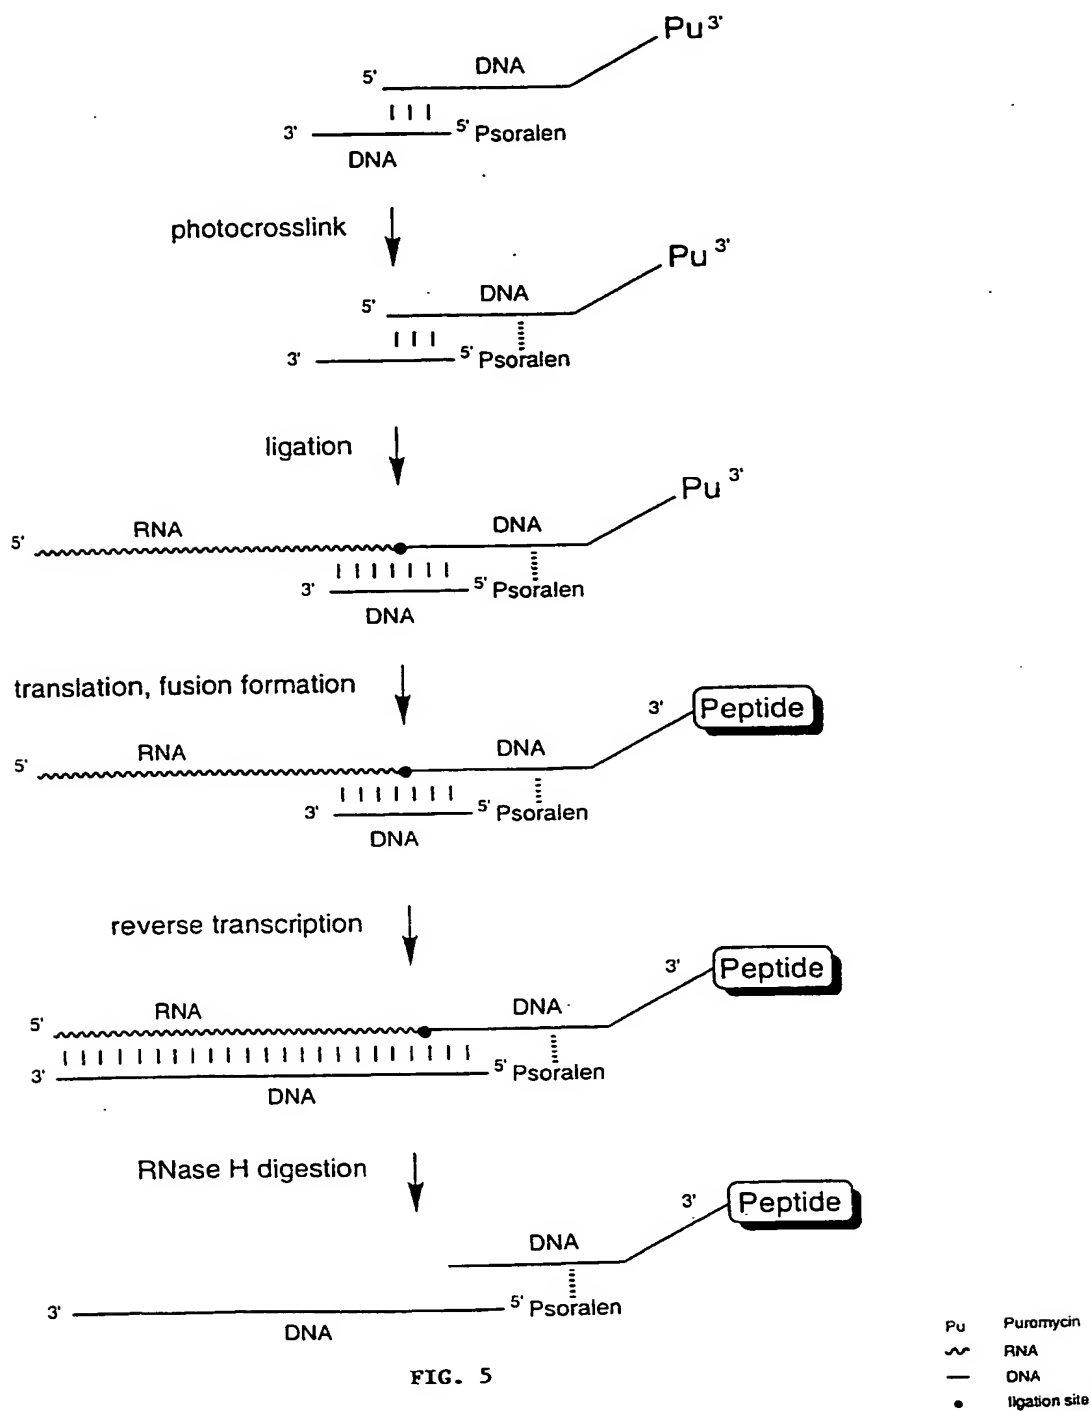 Pu 3'
5' DNA
3' 5' Psoralen
DNA
photocrosslink
Pu 3'
5' DNA
3' 5' Psoralen
ligation
Pu 3'
5' RNA DNA
3' 5' Psoralen
DNA
translation, fusion formation
3' Peptide
5' RNA DNA
3' 5' Psoralen
DNA
reverse transcription
3' Peptide
5' RNA DNA
3' 5' Psoralen
DNA
RNase H digestion
3' Peptide
DNA
3' 5' Psoralen
DNA
FIG. 5
Pu Puromycin
RNA
DNA
ligation site